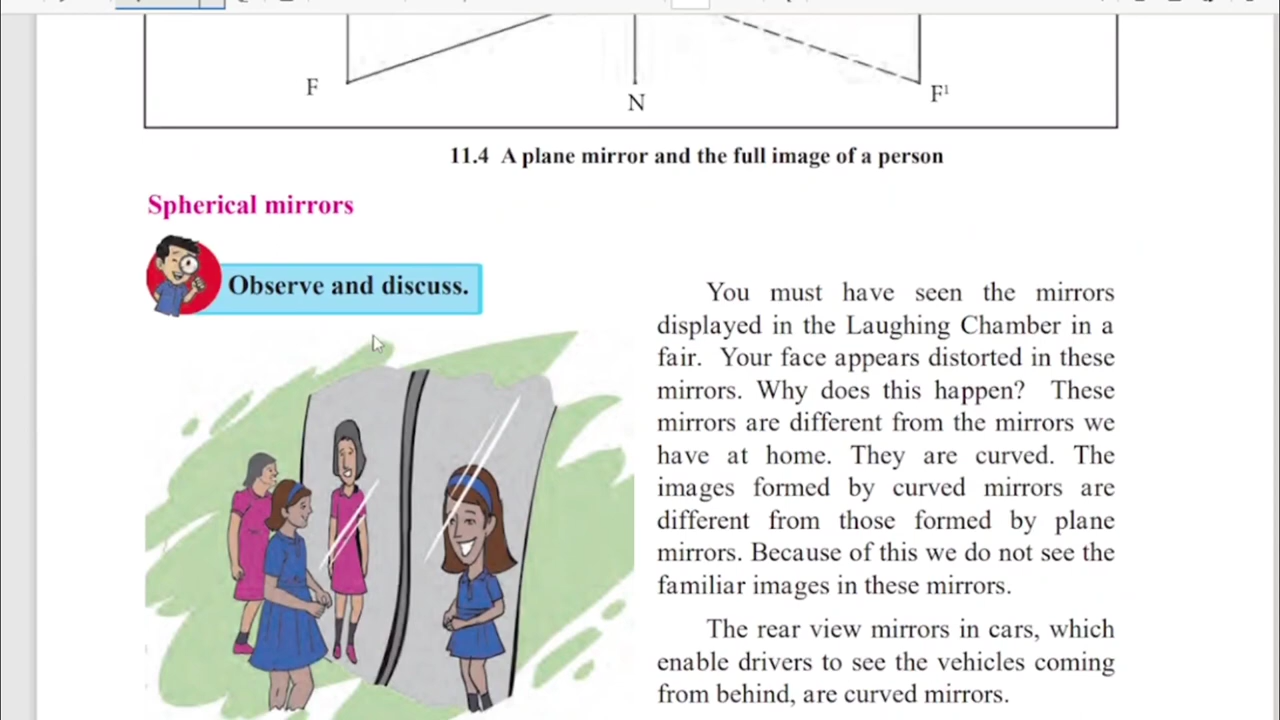 F
N
F¹
11.4 A plane mirror and the full image of a person
Spherical mirrors
Observe and discuss.
You must have seen the mirrors
displayed in the Laughing Chamber in a
fair. Your face appears distorted in these
mirrors. Why does this happen? These
mirrors are different from the mirrors we
have at home. They are curved. The
images formed by curved mirrors are
different from those formed by plane
mirrors. Because of this we do not see the
familiar images in these mirrors.
The rear view mirrors in cars, which
enable drivers to see the vehicles coming
from behind, are curved mirrors.